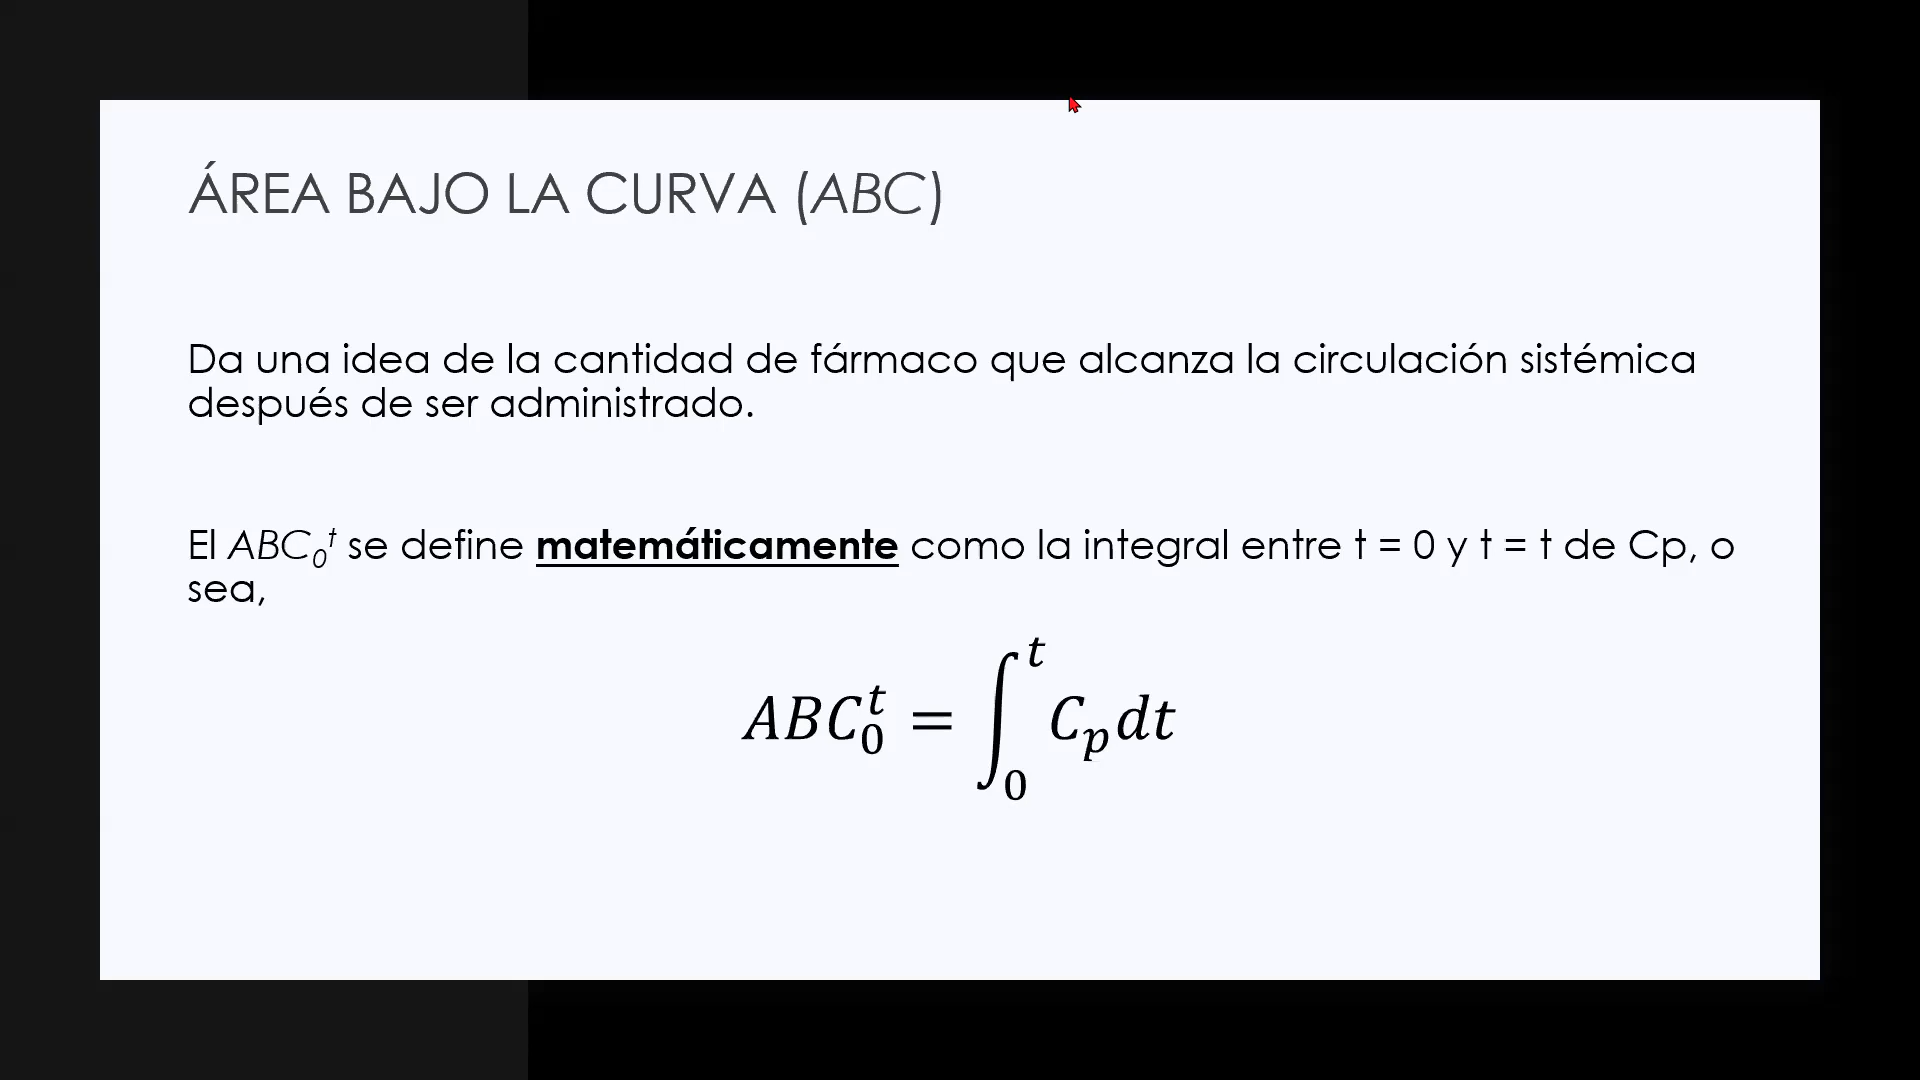 ÁREA BAJO LA CURVA (ABC)
Da una idea de la cantidad de fármaco que alcanza la circulación sistémica
después de ser administrado.
El ABC₀ᵗ se define matemáticamente como la integral entre t = 0 y t = t de Cp, o
sea,
ABC₀ᵗ = ∫₀ᵗ Cₚdt